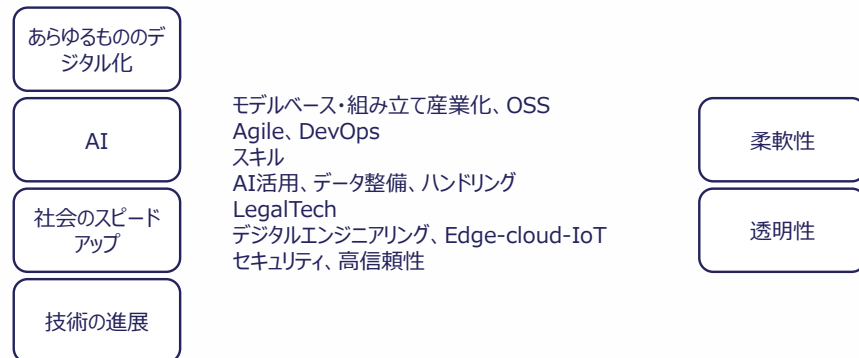 あらゆるもののデ
ジタル化
AI
社会のスピード
アップ
技術の進展
モデルベース・組み立て産業化、OSS
Agile、DevOps
スキル
AI活用、データ整備、ハンドリング
LegalTech
デジタルエンジニアリング、Edge-cloud-IoT
セキュリティ、高信頼性
柔軟性
透明性